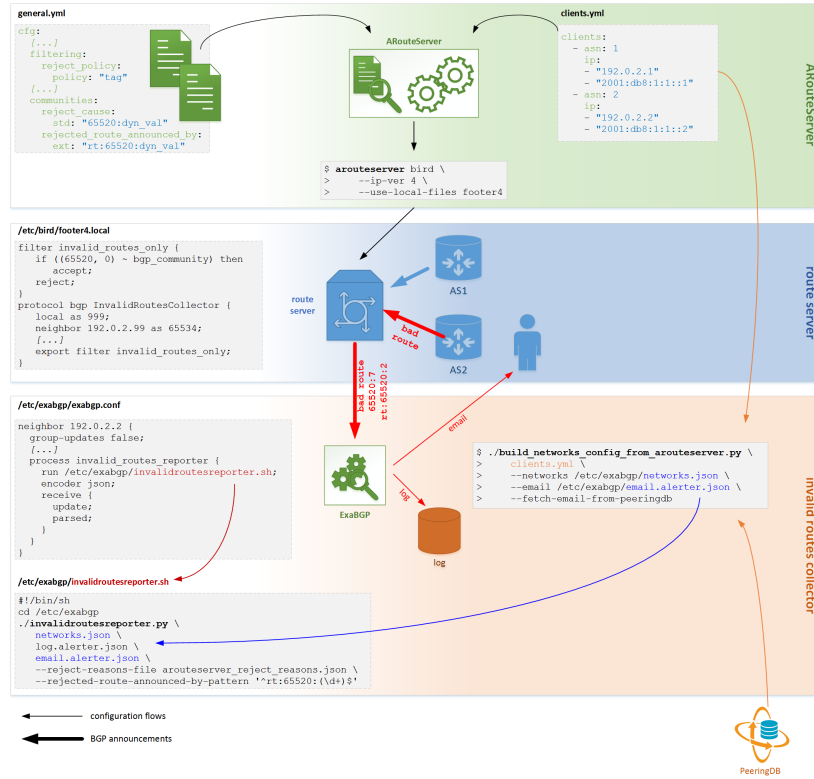 general.yml
cfg:
[...]
filtering:
reject_policy:
policy: "tag"
[...]
communities:
reject_cause:
std: "65520:dyn_val"
rejected_route_announced_by:
ext: "rt:65520:dyn_val"
ARouteServer
clients.yml
clients:
- asn: 1
ip:
- "192.0.2.1"
- "2001:db8:1:1::1"
- asn: 2
ip:
- "192.0.2.2"
- "2001:db8:1:1::2"
ARouteServer
$ arouteserver bird \
> --ip-ver 4 \
> --use-local-files footer4
/etc/bird/footer4.local
filter invalid_routes_only {
if ((65520, 0) ~ bgp_community) then
accept;
reject;
}
protocol bgp InvalidRoutesCollector {
local as 999;
neighbor 192.0.2.99 as 65534;
[...]
export filter invalid_routes_only;
}
route
server
AS1
bad
route
AS2
route server
bad route
65520:7
rt:65520:2
/etc/exabgp/exabgp.conf
neighbor 192.0.2.2 {
group-updates false;
[...]
process invalid_routes_reporter {
run /etc/exabgp/invalidroutesreporter.sh;
encoder json;
receive {
update;
parsed;
}
}
}
ExaBGP
email
log
log
$ ./build_networks_config_from_arouteserver.py \
> clients.yml \
> --networks /etc/exabgp/networks.json \
> --email /etc/exabgp/email.alerter.json \
> --fetch-email-from-peeringdb
invalid routes collector
/etc/exabgp/invalidroutesreporter.sh
#!/bin/sh
cd /etc/exabgp
./invalidroutesreporter.py \
networks.json \
log.alerter.json \
email.alerter.json \
--reject-reasons-file arouteserver_reject_reasons.json \
--rejected-route-announced-by-pattern '^rt:65520:(\d+)$'
configuration flows
BGP announcements
PeeringDB